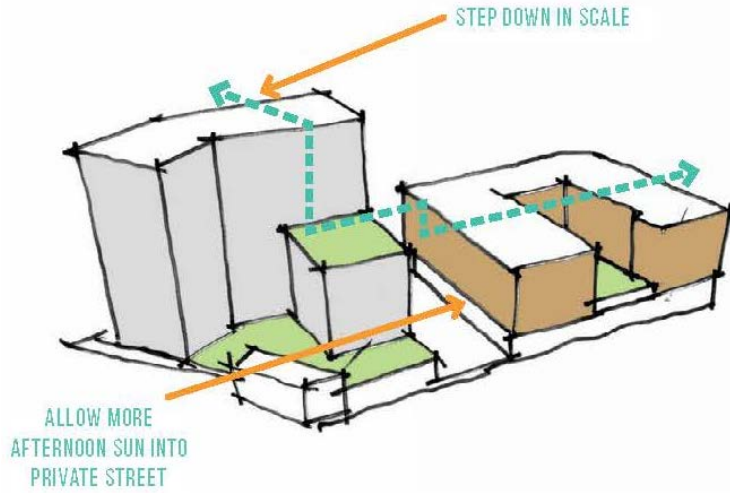 STEP DOWN IN SCALE
ALLOW MORE
AFTERNOON SUN INTO
PRIVATE STREET